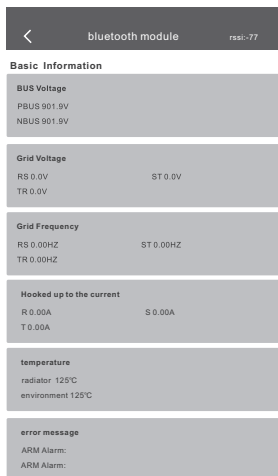 bluetooth module rssi:-77
Basic Information
BUS Voltage
PBUS 901.9V
NBUS 901.9V
Grid Voltage
RS 0.0V ST 0.0V
TR 0.0V
Grid Frequency
RS 0.00HZ ST 0.00HZ
TR 0.00HZ
Hooked up to the current
R 0.00A S 0.00A
T 0.00A
temperature
radiator 125℃
environment 125℃
error message
ARM Alarm:
ARM Alarm: